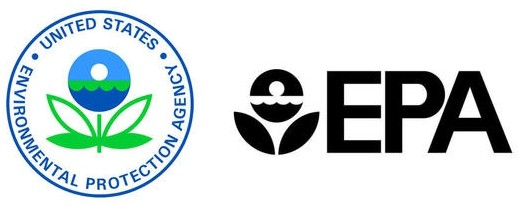 UNITED STATES
ENVIRONMENTAL PROTECTION AGENCY
EPA